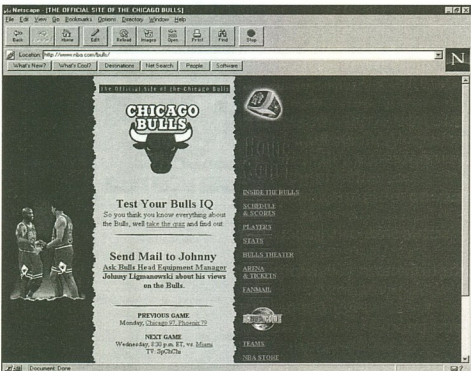 Netscape - [THE OFFICIAL SITE OF THE CHICAGO BULLS]
File Edit View Go Bookmarks Options Directory Window Help
Back Home Edit Reload Images Open Print Find Stop
Location: http://www.nba.com/bulls/
N
What's New? What's Cool? Destinations Net Search People Software
The Official Site of the Chicago Bulls
CHICAGO
BULLS
Test Your Bulls IQ
So you think you know everything about
the Bulls, well take the quiz and find out.
Send Mail to Johnny
Ask Bulls Head Equipment Manager
Johnny Ligmanowski about his views
on the Bulls.
PREVIOUS GAME
Monday, Chicago 97, Phoenix 79
NEXT GAME
Wednesday, 8:30 p.m. ET, vs. Miami
TV: SpChChi
INSIDE THE BULLS
SCHEDULE
& SCORES
PLAYERS
STATS
BULLS THEATER
ARENA
& TICKETS
FANMAIL
TEAMS
NBA STORE
Document: Done